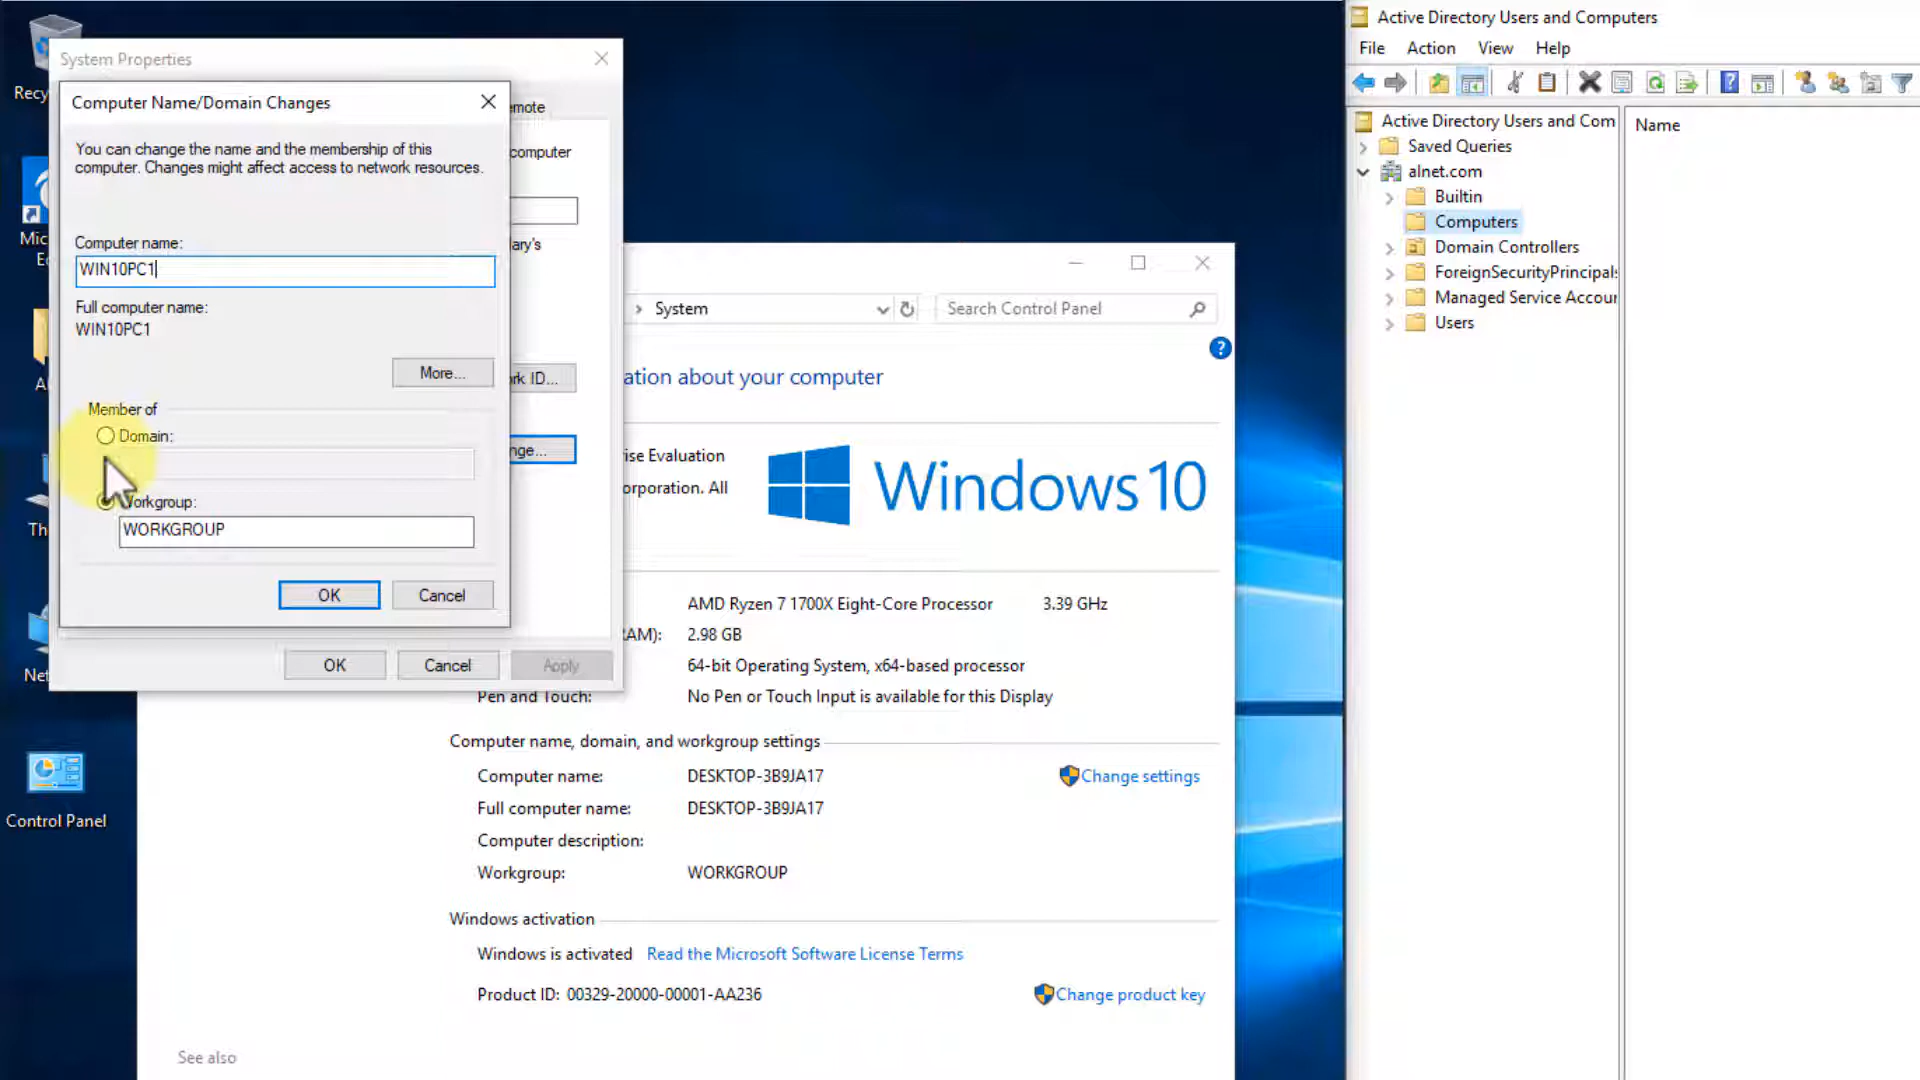 Recy
Mic
Ec
A
Th
Net
Control Panel
System Properties
emote
computer
ary's
rk ID...
nge...
OK
Cancel
Apply
Computer Name/Domain Changes
You can change the name and the membership of this
computer. Changes might affect access to network resources.
Computer name:
WIN10PC1
Full computer name:
WIN10PC1
More...
Member of
Domain:
orkgroup:
WORKGROUP
OK
Cancel
System
Search Control Panel
ation about your computer
ise Evaluation
orporation. All
Windows 10
AMD Ryzen 7 1700X Eight-Core Processor 3.39 GHz
AM): 2.98 GB
64-bit Operating System, x64-based processor
Pen and Touch: No Pen or Touch Input is available for this Display
Computer name, domain, and workgroup settings
Computer name: DESKTOP-3B9JA17
Change settings
Full computer name: DESKTOP-3B9JA17
Computer description:
Workgroup: WORKGROUP
Windows activation
Windows is activated Read the Microsoft Software License Terms
Product ID: 00329-20000-00001-AA236
Change product key
See also
Active Directory Users and Computers
File Action View Help
Active Directory Users and Com
Saved Queries
alnet.com
Builtin
Computers
Domain Controllers
ForeignSecurityPrincipals
Managed Service Accour
Users
Name